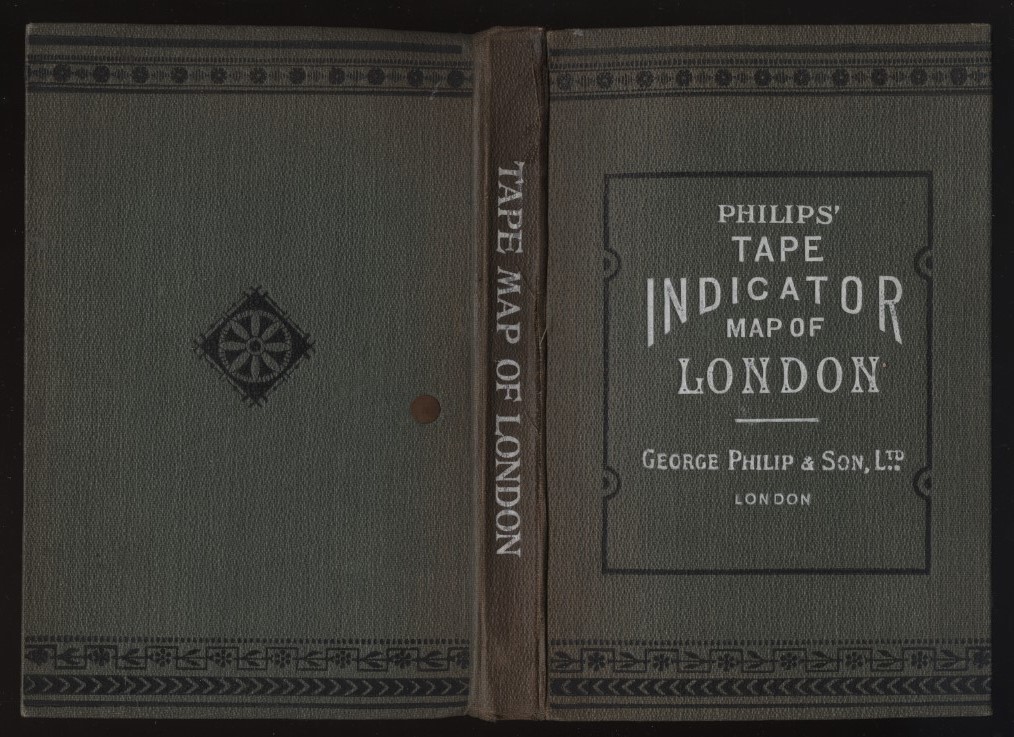 TAPE MAP OF LONDON
PHILIPS'
TAPE
INDICATOR
MAP OF
LONDON
GEORGE PHILIP & SON, LTD
LONDON